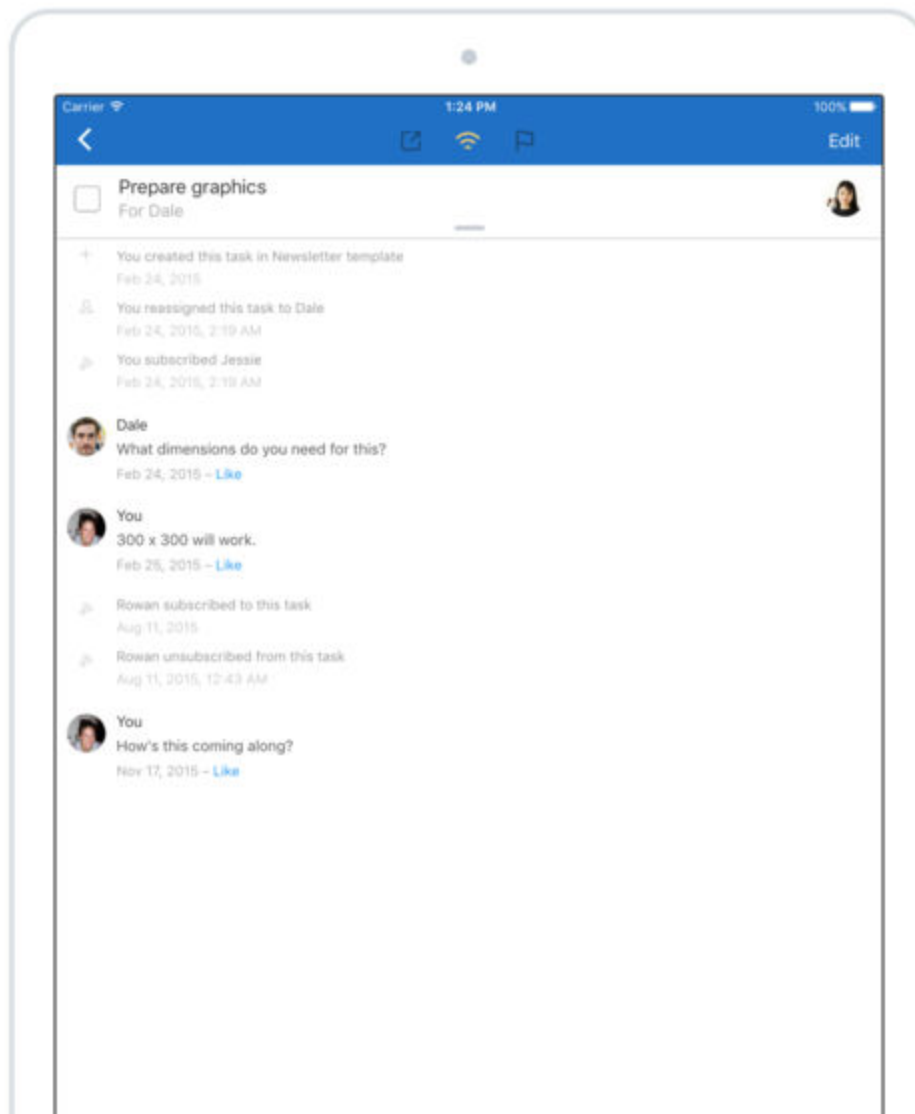 Carrier 1:24 PM 100%
Edit
Prepare graphics
For Dale
You created this task in Newsletter template
Feb 24, 2015
You reassigned this task to Dale
Feb 24, 2015, 2:19 AM
You subscribed Jessie
Feb 24, 2015, 2:19 AM
Dale
What dimensions do you need for this?
Feb 24, 2015 – Like
You
300 x 300 will work.
Feb 25, 2015 – Like
Rowan subscribed to this task
Aug 11, 2015
Rowan unsubscribed from this task
Aug 11, 2015, 12:43 AM
You
How's this coming along?
Nov 17, 2015 – Like